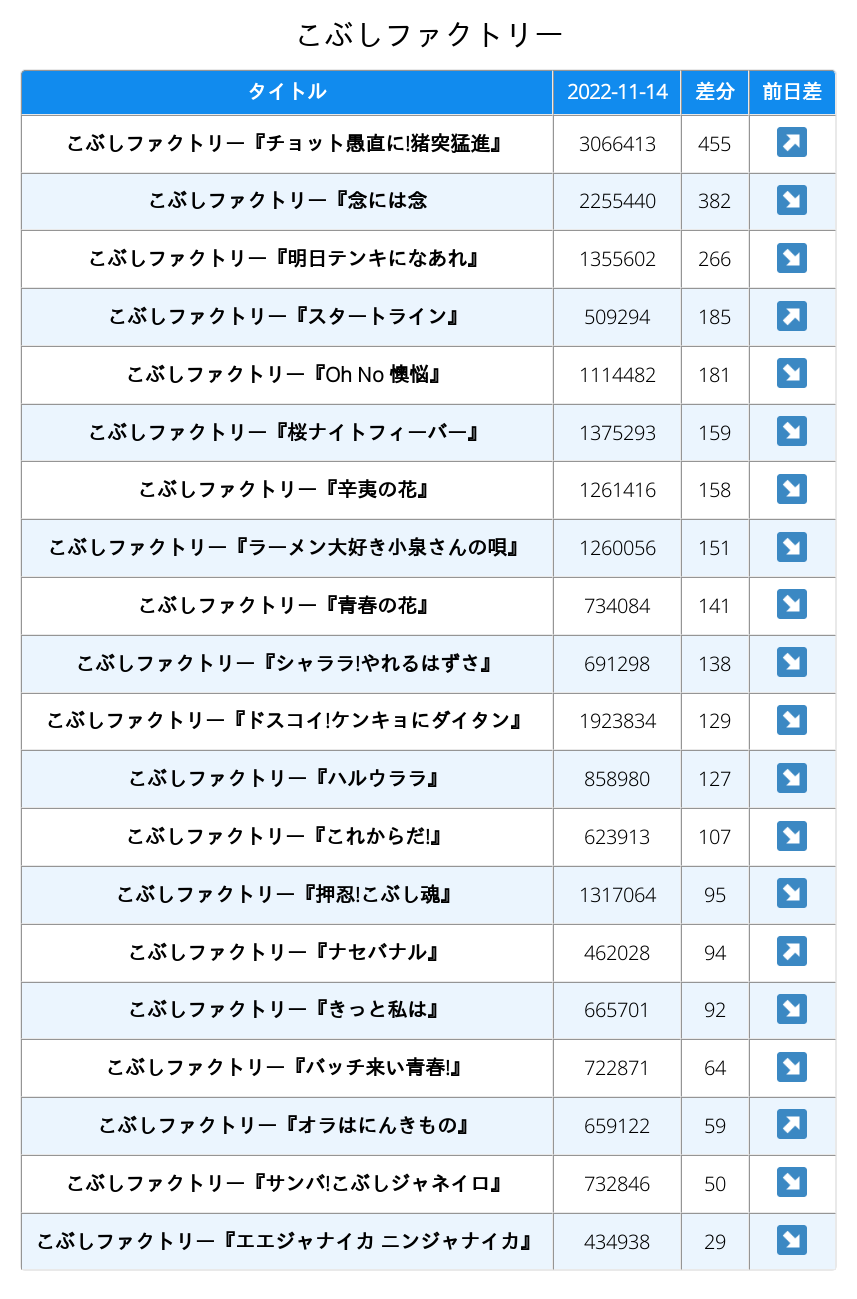 こぶしファクトリー
タイトル 2022-11-14 差分 前日差
こぶしファクトリー『チョット愚直に!猪突猛進』 3066413 455 ↗
こぶしファクトリー『念には念 2255440 382 ↘
こぶしファクトリー『明日テンキになあれ』 1355602 266 ↘
こぶしファクトリー『スタートライン』 509294 185 ↗
こぶしファクトリー『Oh No 懊悩』 1114482 181 ↘
こぶしファクトリー『桜ナイトフィーバー』 1375293 159 ↘
こぶしファクトリー『辛夷の花』 1261416 158 ↘
こぶしファクトリー『ラーメン大好き小泉さんの唄』 1260056 151 ↘
こぶしファクトリー『青春の花』 734084 141 ↘
こぶしファクトリー『シャララ!やれるはずさ』 691298 138 ↘
こぶしファクトリー『ドスコイ!ケンキョにダイタン』 1923834 129 ↘
こぶしファクトリー『ハルウララ』 858980 127 ↘
こぶしファクトリー『これからだ!』 623913 107 ↘
こぶしファクトリー『押忍!こぶし魂』 1317064 95 ↘
こぶしファクトリー『ナセバナル』 462028 94 ↗
こぶしファクトリー『きっと私は』 665701 92 ↘
こぶしファクトリー『バッチ来い青春!』 722871 64 ↘
こぶしファクトリー『オラはにんきもの』 659122 59 ↗
こぶしファクトリー『サンバ!こぶしジャネイロ』 732846 50 ↘
こぶしファクトリー『エエジャナイカ ニンジャナイカ』 434938 29 ↘